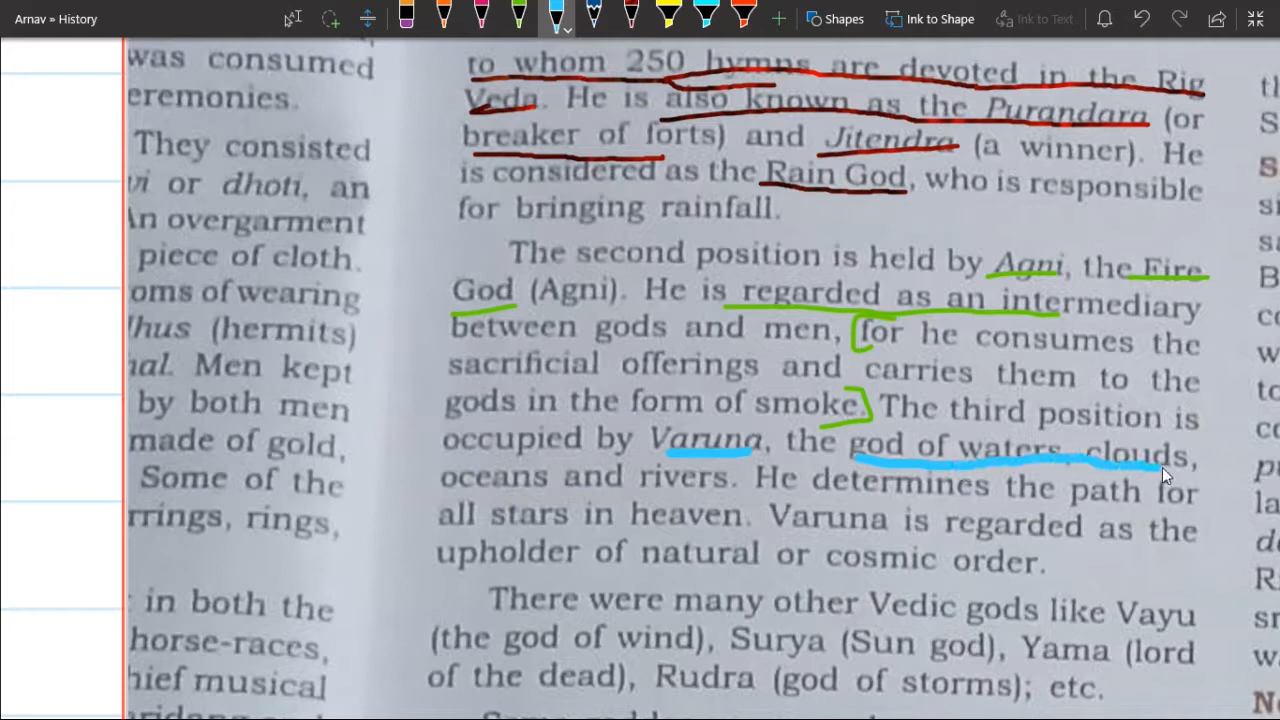 Arnav » History
Shapes
Ink to Shape
Ink to Text
was consumed
eremonies.
They consisted
vi or dhoti, an
An overgarment
piece of cloth.
oms of wearing
dhus (hermits)
nal. Men kept
by both men
made of gold,
Some of the
rrings, rings,
in both the
horse-races,
hief musical
to whom 250 hymns are devoted in the Rig
Veda. He is also known as the Purandara (or
breaker of forts) and Jitendra (a winner). He
is considered as the Rain God, who is responsible
for bringing rainfall.
The second position is held by Agni, the Fire
God (Agni). He is regarded as an intermediary
between gods and men, for he consumes the
sacrificial offerings and carries them to the
gods in the form of smoke. The third position is
occupied by Varuna, the god of waters, clouds,
oceans and rivers. He determines the path for
all stars in heaven. Varuna is regarded as the
upholder of natural or cosmic order.
There were many other Vedic gods like Vayu
(the god of wind), Surya (Sun god), Yama (lord
of the dead), Rudra (god of storms); etc.